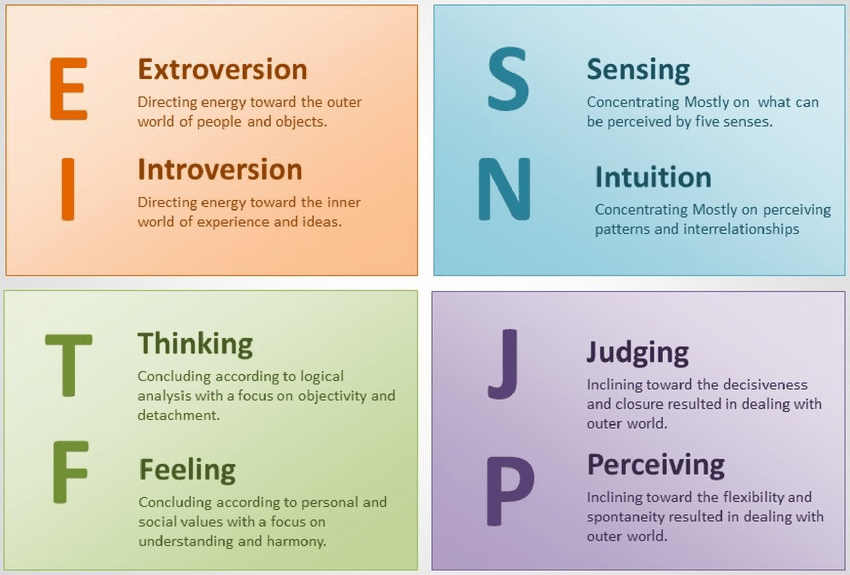 E
Extroversion
Directing energy toward the outer
world of people and objects.
I
Introversion
Directing energy toward the inner
world of experience and ideas.
S
Sensing
Concentrating Mostly on what can
be perceived by five senses.
N
Intuition
Concentrating Mostly on perceiving
patterns and interrelationships
T
Thinking
Concluding according to logical
analysis with a focus on objectivity and
detachment.
F
Feeling
Concluding according to personal and
social values with a focus on
understanding and harmony.
J
Judging
Inclining toward the decisiveness
and closure resulted in dealing with
outer world.
P
Perceiving
Inclining toward the flexibility and
spontaneity resulted in dealing with
outer world.